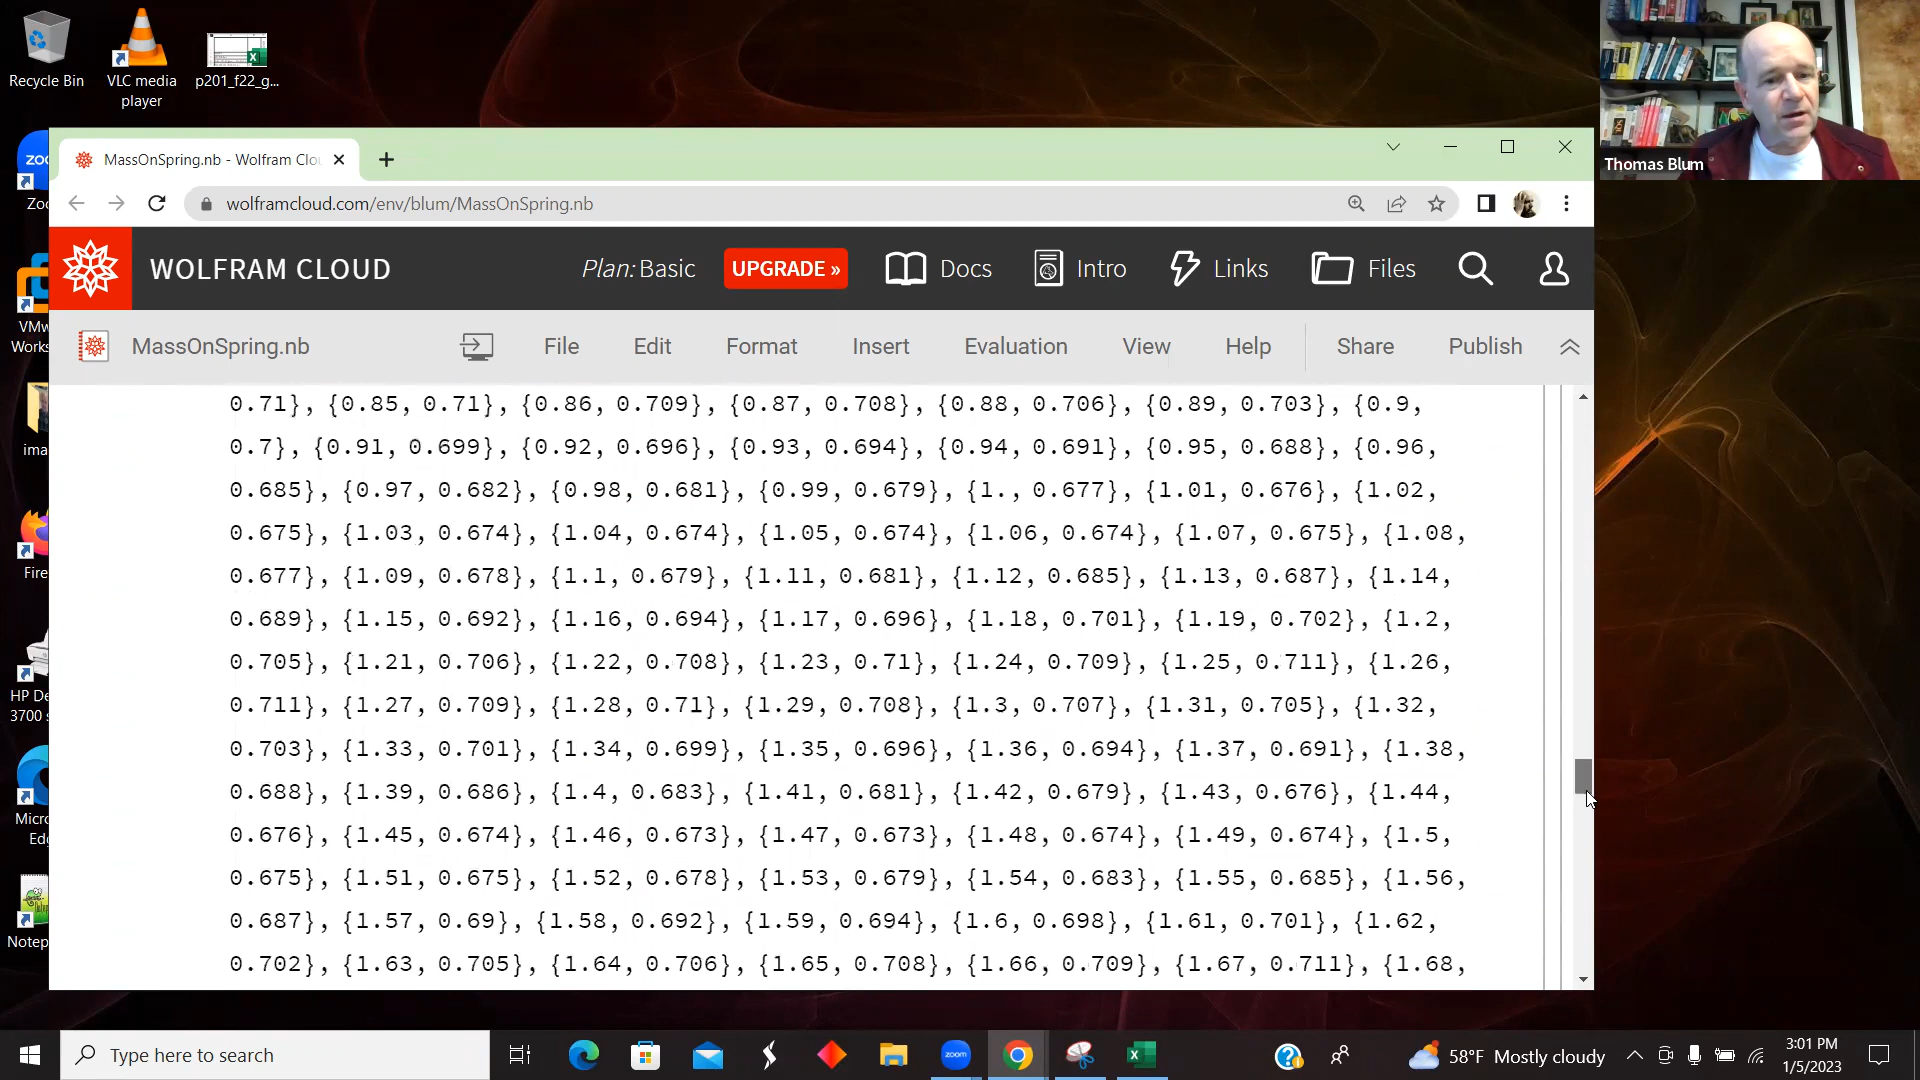 Recycle Bin
VLC media
player
p201_f22_g...
Thomas Blum
MassOnSpring.nb - Wolfram Clo
wolframcloud.com/env/blum/MassOnSpring.nb
WOLFRAM CLOUD
Plan: Basic
UPGRADE »
Docs
Intro
Links
Files
MassOnSpring.nb
File
Edit
Format
Insert
Evaluation
View
Help
Share
Publish
0.71}, {0.85, 0.71}, {0.86, 0.709}, {0.87, 0.708}, {0.88, 0.706}, {0.89, 0.703}, {0.9,
0.7}, {0.91, 0.699}, {0.92, 0.696}, {0.93, 0.694}, {0.94, 0.691}, {0.95, 0.688}, {0.96,
0.685}, {0.97, 0.682}, {0.98, 0.681}, {0.99, 0.679}, {1., 0.677}, {1.01, 0.676}, {1.02,
0.675}, {1.03, 0.674}, {1.04, 0.674}, {1.05, 0.674}, {1.06, 0.674}, {1.07, 0.675}, {1.08,
0.677}, {1.09, 0.678}, {1.1, 0.679}, {1.11, 0.681}, {1.12, 0.685}, {1.13, 0.687}, {1.14,
0.689}, {1.15, 0.692}, {1.16, 0.694}, {1.17, 0.696}, {1.18, 0.701}, {1.19, 0.702}, {1.2,
0.705}, {1.21, 0.706}, {1.22, 0.708}, {1.23, 0.71}, {1.24, 0.709}, {1.25, 0.711}, {1.26,
0.711}, {1.27, 0.709}, {1.28, 0.71}, {1.29, 0.708}, {1.3, 0.707}, {1.31, 0.705}, {1.32,
0.703}, {1.33, 0.701}, {1.34, 0.699}, {1.35, 0.696}, {1.36, 0.694}, {1.37, 0.691}, {1.38,
0.688}, {1.39, 0.686}, {1.4, 0.683}, {1.41, 0.681}, {1.42, 0.679}, {1.43, 0.676}, {1.44,
0.676}, {1.45, 0.674}, {1.46, 0.673}, {1.47, 0.673}, {1.48, 0.674}, {1.49, 0.674}, {1.5,
0.675}, {1.51, 0.675}, {1.52, 0.678}, {1.53, 0.679}, {1.54, 0.683}, {1.55, 0.685}, {1.56,
0.687}, {1.57, 0.69}, {1.58, 0.692}, {1.59, 0.694}, {1.6, 0.698}, {1.61, 0.701}, {1.62,
0.702}, {1.63, 0.705}, {1.64, 0.706}, {1.65, 0.708}, {1.66, 0.709}, {1.67, 0.711}, {1.68,
zoo
Zoo
VMw
Works
ima
Fire
HP De
3700 s
Micro
Ed
Notep
Type here to search
zoom
58°F Mostly cloudy
3:01 PM
1/5/2023